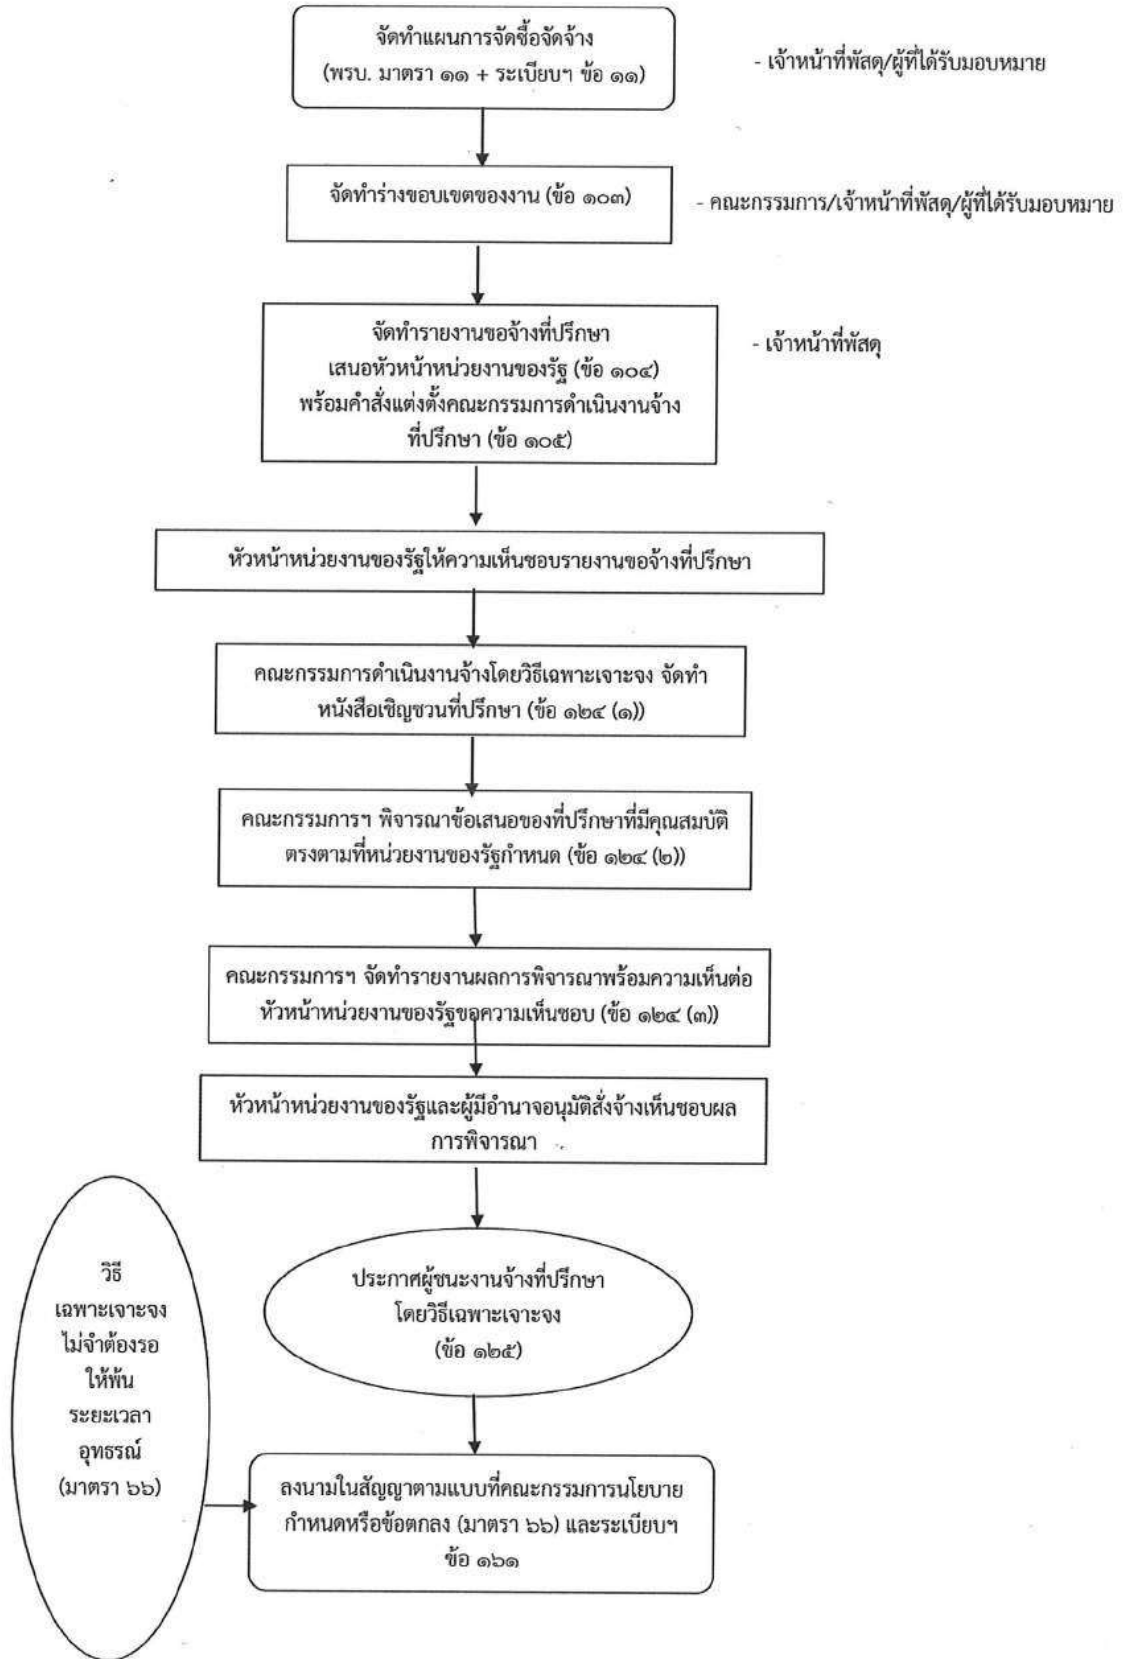 จัดทำแผนการจัดซื้อจัดจ้าง
(พรบ. มาตรา ๑๑ + ระเบียบฯ ข้อ ๑๑)
- เจ้าหน้าที่พัสดุ/ผู้ที่ได้รับมอบหมาย
จัดทำร่างขอบเขตของงาน (ข้อ ๑๐๓)
- คณะกรรมการ/เจ้าหน้าที่พัสดุ/ผู้ที่ได้รับมอบหมาย
จัดทำรายงานขอจ้างที่ปรึกษา
เสนอหัวหน้าหน่วยงานของรัฐ (ข้อ ๑๐๔)
พร้อมคำสั่งแต่งตั้งคณะกรรมการดำเนินงานจ้าง
ที่ปรึกษา (ข้อ ๑๐๕)
- เจ้าหน้าที่พัสดุ
หัวหน้าหน่วยงานของรัฐให้ความเห็นชอบรายงานขอจ้างที่ปรึกษา
คณะกรรมการดำเนินงานจ้างโดยวิธีเฉพาะเจาะจง จัดทำ
หนังสือเชิญชวนที่ปรึกษา (ข้อ ๑๒๔ (๑))
คณะกรรมการฯ พิจารณาข้อเสนอของที่ปรึกษาที่มีคุณสมบัติ
ตรงตามที่หน่วยงานของรัฐกำหนด (ข้อ ๑๒๔ (๒))
คณะกรรมการฯ จัดทำรายงานผลการพิจารณาพร้อมความเห็นต่อ
หัวหน้าหน่วยงานของรัฐขอความเห็นชอบ (ข้อ ๑๒๔ (๓))
หัวหน้าหน่วยงานของรัฐและผู้มีอำนาจอนุมัติสั่งจ้างเห็นชอบผล
การพิจารณา
ประกาศผู้ชนะงานจ้างที่ปรึกษา
โดยวิธีเฉพาะเจาะจง
(ข้อ ๑๒๕)
วิธี
เฉพาะเจาะจง
ไม่จำต้องรอ
ให้พ้น
ระยะเวลา
อุทธรณ์
(มาตรา ๖๖)
ลงนามในสัญญาตามแบบที่คณะกรรมการนโยบาย
กำหนดหรือข้อตกลง (มาตรา ๖๖) และระเบียบฯ
ข้อ ๑๖๑